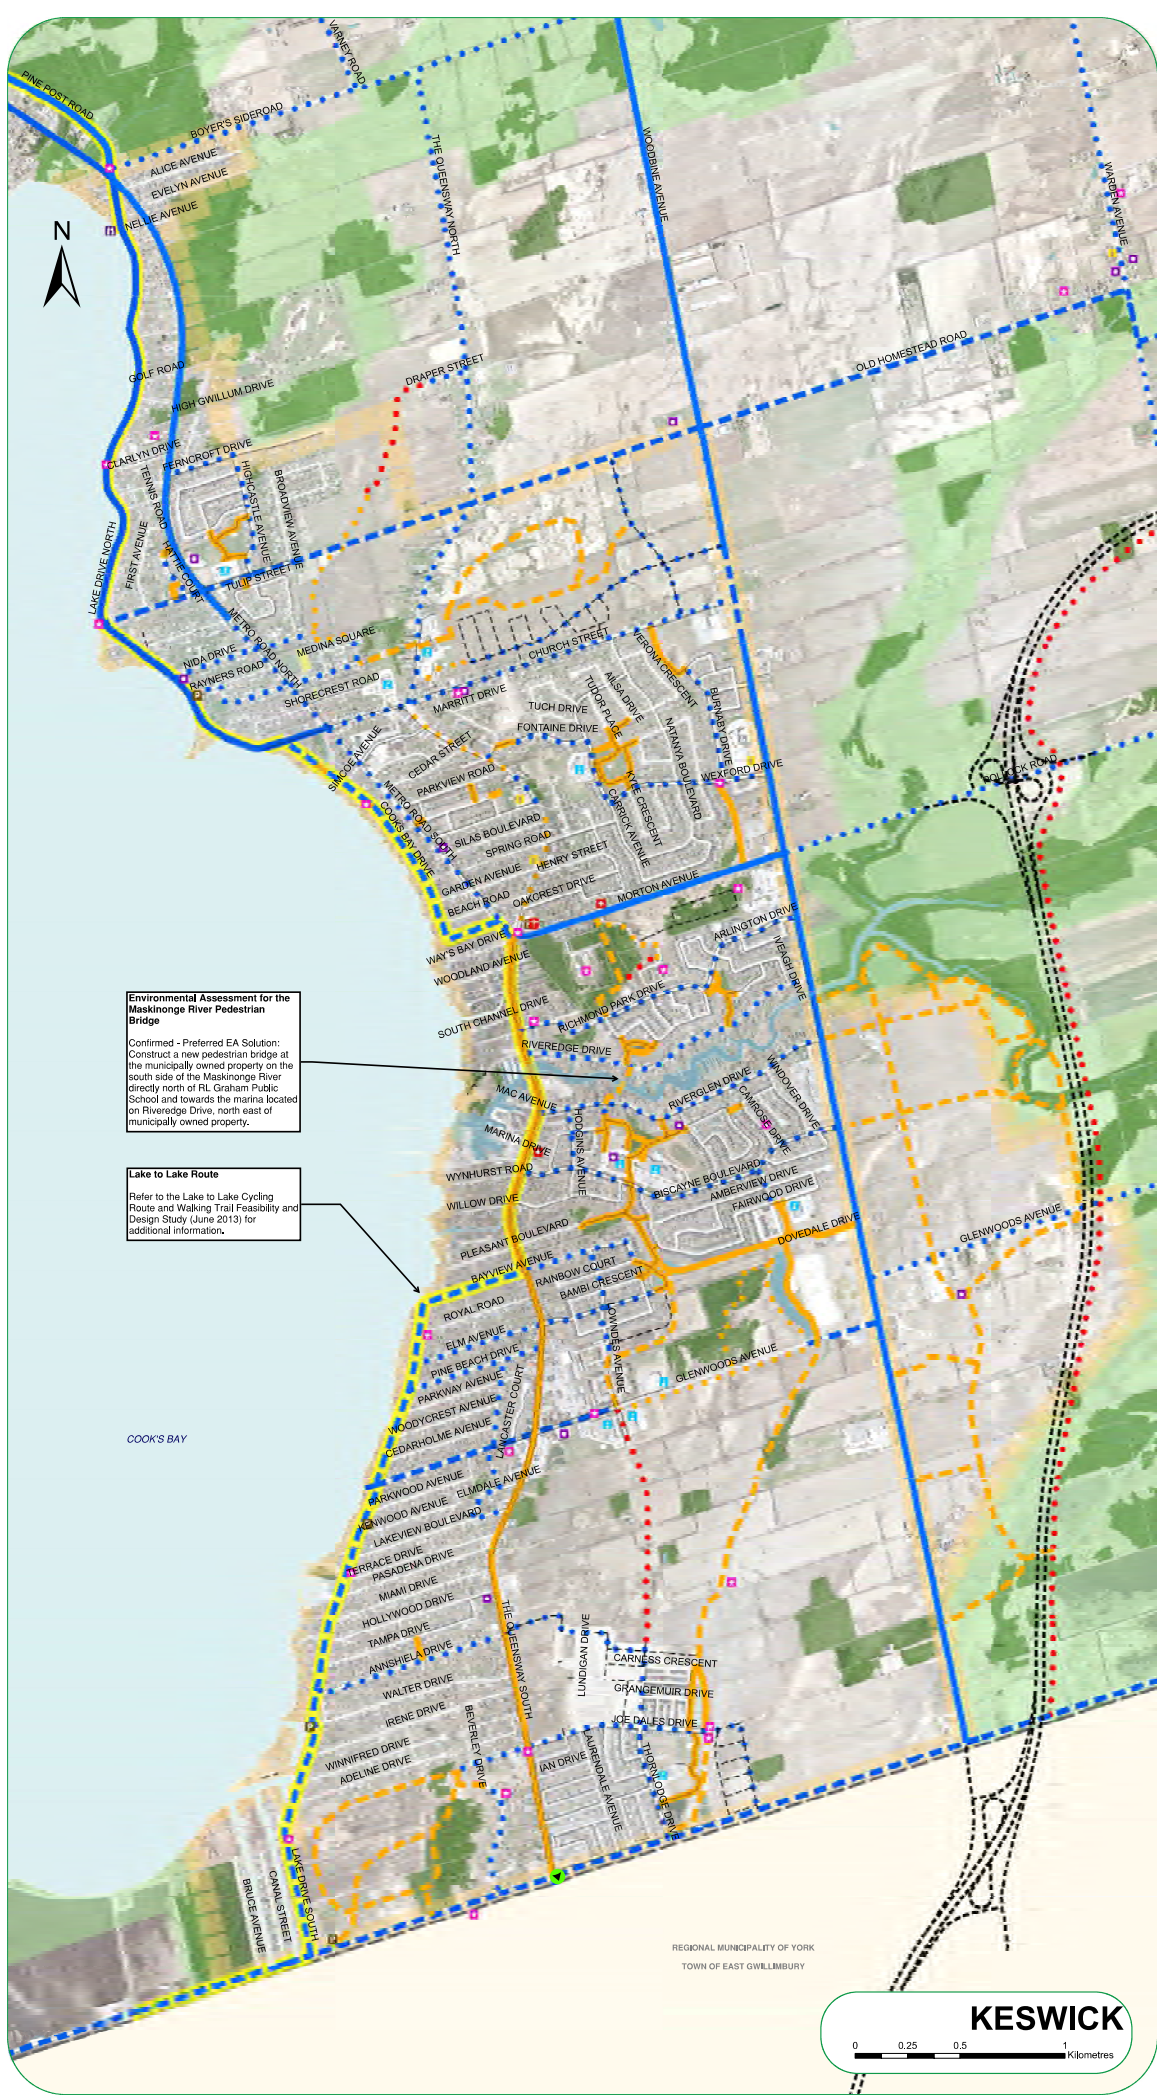 VARNEY ROAD
PINE POST ROAD
BOYER'S SIDEROAD
ALICE AVENUE
EVELYN AVENUE
NELLIE AVENUE
THE QUEENSWAY NORTH
WOODBINE AVENUE
WARDEN AVENUE
N
OLD HOMESTEAD ROAD
GOLF ROAD
DRAPER STREET
HIGH GWILLUM DRIVE
CLARLYN DRIVE
FERNCROFT DRIVE
TENNIS ROAD
HIGHCASTLE AVENUE
BROADVIEW AVENUE
LAKE DRIVE NORTH
FIRST AVENUE
HATTIE COURT
TULIP STREET
METRO ROAD NORTH
NIDA DRIVE
MEDINA SQUARE
RAYNERS ROAD
SHORECREST ROAD
CHURCH STREET
VERONA CRESCENT
MARRITT DRIVE
TUCH DRIVE
TUDOR PLACE
AILSA DRIVE
FONTAINE DRIVE
NATANYA BOULEVARD
BURNABY DRIVE
SIMCOE AVENUE
CEDAR STREET
PARKVIEW ROAD
WEXFORD DRIVE
POLLOCK ROAD
METRO ROAD SOUTH
COOKS BAY DRIVE
KYLE CRESCENT
CARRICK AVENUE
SILAS BOULEVARD
SPRING ROAD
HENRY STREET
GARDEN AVENUE
BEACH ROAD
OAKCREST DRIVE
MORTON AVENUE
WAY'S BAY DRIVE
WOODLAND AVENUE
ARLINGTON DRIVE
IVEAGH DRIVE
SOUTH CHANNEL DRIVE
RICHMOND PARK DRIVE
RIVEREDGE DRIVE
Environmental Assessment for the
Maskinonge River Pedestrian
Bridge
Confirmed - Preferred EA Solution:
Construct a new pedestrian bridge at
the municipally owned property on the
south side of the Maskinonge River
directly north of RL Graham Public
School and towards the marina located
on Riveredge Drive, north east of
municipally owned property.
MAC AVENUE
RIVERGLEN DRIVE
WINDOVER DRIVE
CAMROSE DRIVE
HODGINS AVENUE
MARINA DRIVE
WYNHURST ROAD
BISCAYNE BOULEVARD
AMBERVIEW DRIVE
FAIRWOOD DRIVE
Lake to Lake Route
Refer to the Lake to Lake Cycling
Route and Walking Trail Feasibility and
Design Study (June 2013) for
additional information.
WILLOW DRIVE
DOVEDALE DRIVE
GLENWOODS AVENUE
PLEASANT BOULEVARD
BAYVIEW AVENUE
RAINBOW COURT
BAMBI CRESCENT
ROYAL ROAD
LOWNDES AVENUE
ELM AVENUE
PINE BEACH DRIVE
GLENWOODS AVENUE
PARKWAY AVENUE
LANCASTER COURT
WOODYCREST AVENUE
CEDARHOLME AVENUE
COOK'S BAY
PARKWOOD AVENUE
ELMDALE AVENUE
KENWOOD AVENUE
LAKEVIEW BOULEVARD
TERRACE DRIVE
PASADENA DRIVE
MIAMI DRIVE
HOLLYWOOD DRIVE
TAMPA DRIVE
ANNSHIELA DRIVE
THE QUEENSWAY SOUTH
LUNDIGAN DRIVE
CARNESS CRESCENT
WALTER DRIVE
GRANGEMUIR DRIVE
IRENE DRIVE
BEVERLEY DRIVE
JOE DALES DRIVE
WINNIFRED DRIVE
ADELINE DRIVE
IAN DRIVE
LAURENDALE AVENUE
THORNLODGE DRIVE
LAKE DRIVE SOUTH
CANAL STREET
BRUCE AVENUE
REGIONAL MUNICIPALITY OF YORK
TOWN OF EAST GWILLIMBURY
KESWICK
0 0.25 0.5 1
Kilometres